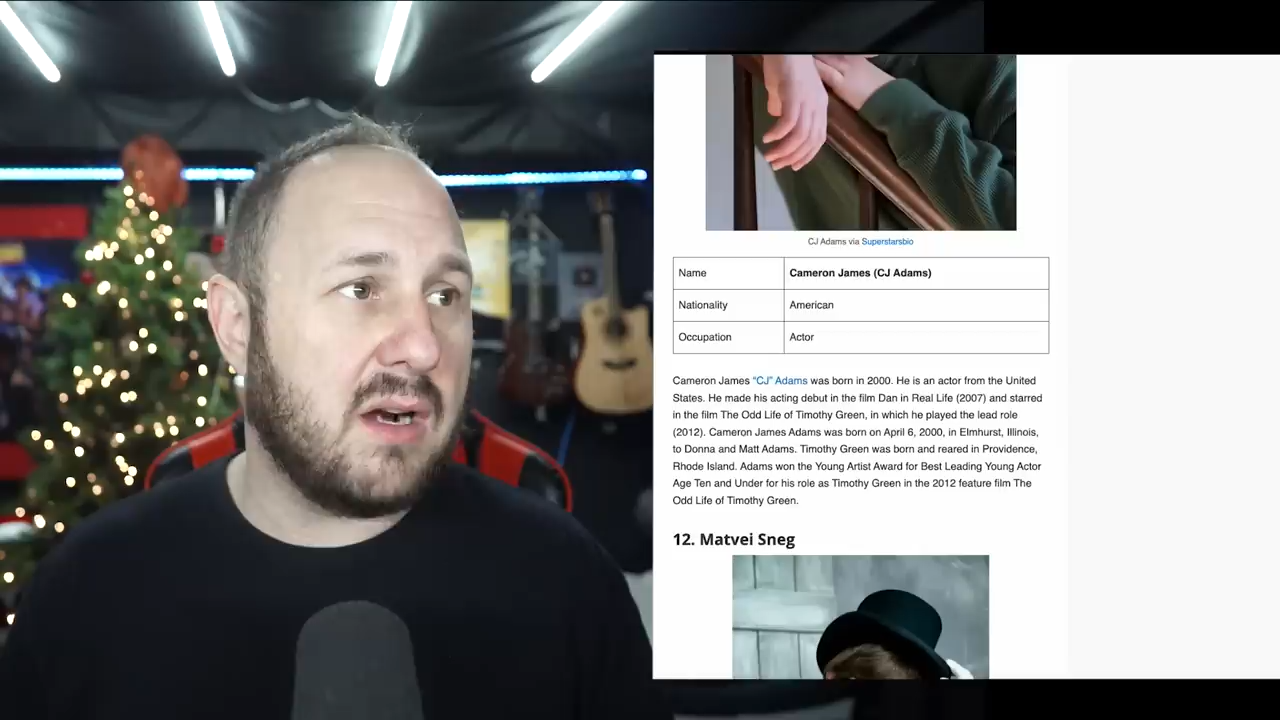 CJ Adams via Superstarsbio
Name Cameron James (CJ Adams)
Nationality American
Occupation Actor
Cameron James "CJ" Adams was born in 2000. He is an actor from the United
States. He made his acting debut in the film Dan in Real Life (2007) and starred
in the film The Odd Life of Timothy Green, in which he played the lead role
(2012). Cameron James Adams was born on April 6, 2000, in Elmhurst, Illinois,
to Donna and Matt Adams. Timothy Green was born and reared in Providence,
Rhode Island. Adams won the Young Artist Award for Best Leading Young Actor
Age Ten and Under for his role as Timothy Green in the 2012 feature film The
Odd Life of Timothy Green.
12. Matvei Sneg